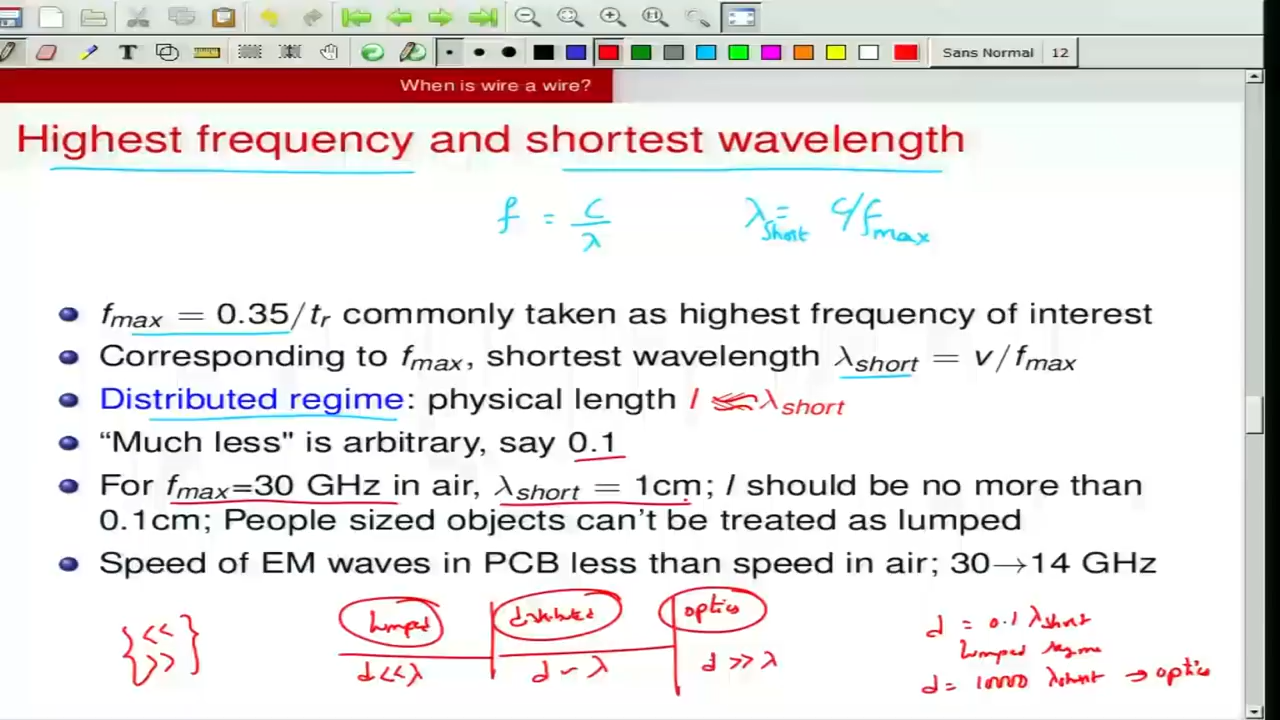 Sans Normal 12
When is wire a wire?
Highest frequency and shortest wavelength
f = c/λ λshort = c/fmax
fmax = 0.35/tr commonly taken as highest frequency of interest
Corresponding to fmax, shortest wavelength λshort = v/fmax
Distributed regime: physical length l ≪ λshort
“Much less" is arbitrary, say 0.1
For fmax=30 GHz in air, λshort = 1cm; l should be no more than
0.1cm; People sized objects can't be treated as lumped
Speed of EM waves in PCB less than speed in air; 30→14 GHz
{<< >>}
lumped distributed optics
d << λ d ~ λ d >> λ
d = 0.1 λshort
lumped regime
d = 10000 λshort → optics